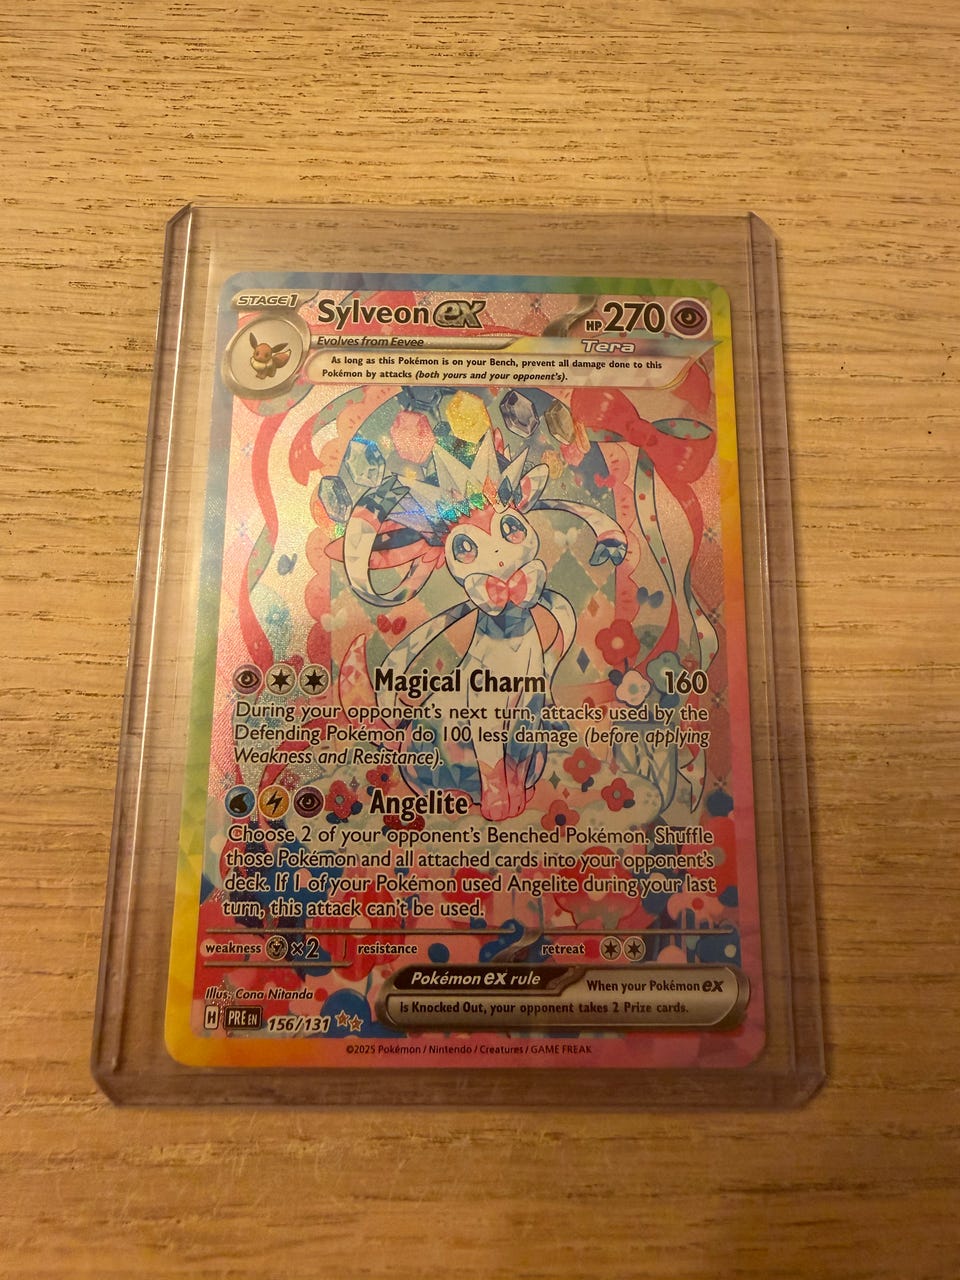 STAGE 1 Sylveon ex HP 270
Evolves from Eevee Tera
As long as this Pokémon is on your Bench, prevent all damage done to this
Pokémon by attacks (both yours and your opponent's).
Magical Charm 160
During your opponent's next turn, attacks used by the
Defending Pokémon do 100 less damage (before applying
Weakness and Resistance).
Angelite
Choose 2 of your opponent's Benched Pokémon. Shuffle
those Pokémon and all attached cards into your opponent's
deck. If 1 of your Pokémon used Angelite during your last
turn, this attack can't be used.
weakness ×2 resistance retreat
Pokémon ex rule When your Pokémon ex
is Knocked Out, your opponent takes 2 Prize cards.
Illus. Cona Nitanda
H PRE EN 156/131
©2025 Pokémon / Nintendo / Creatures / GAME FREAK